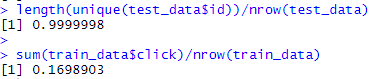 > length(unique(test_data$id))/nrow(test_data)
[1] 0.9999998
>
> sum(train_data$click)/nrow(train_data)
[1] 0.1698903